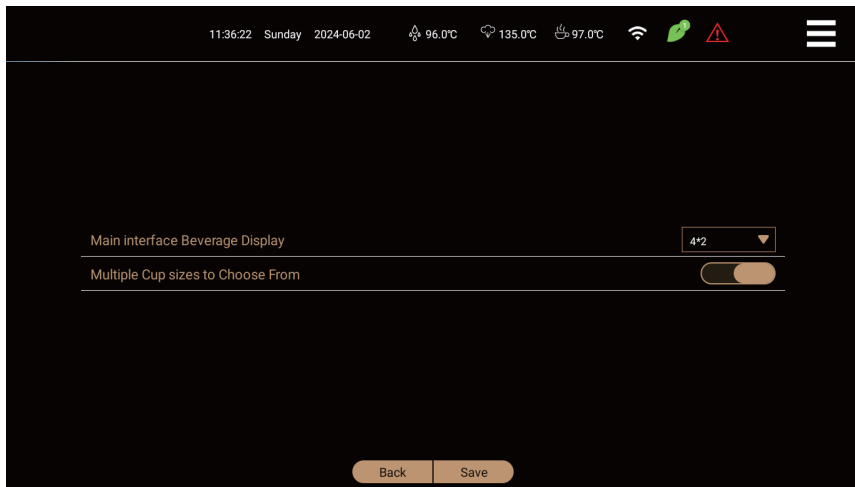 11:36:22 Sunday 2024-06-02 96.0℃ 135.0℃ 97.0℃ 1
Main interface Beverage Display 4*2
Multiple Cup sizes to Choose From
Back Save